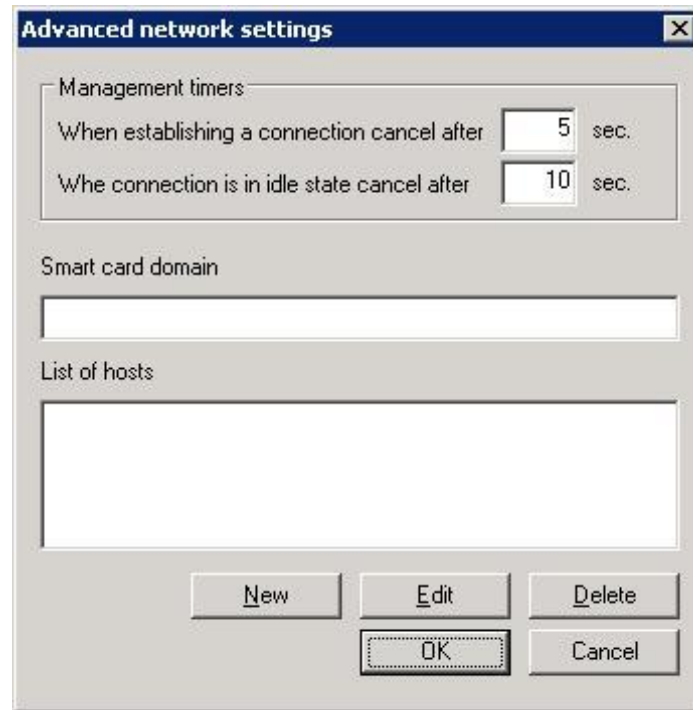 Advanced network settings
Management timers
When establishing a connection cancel after 5 sec.
Whe connection is in idle state cancel after 10 sec.
Smart card domain
List of hosts
New Edit Delete
OK Cancel